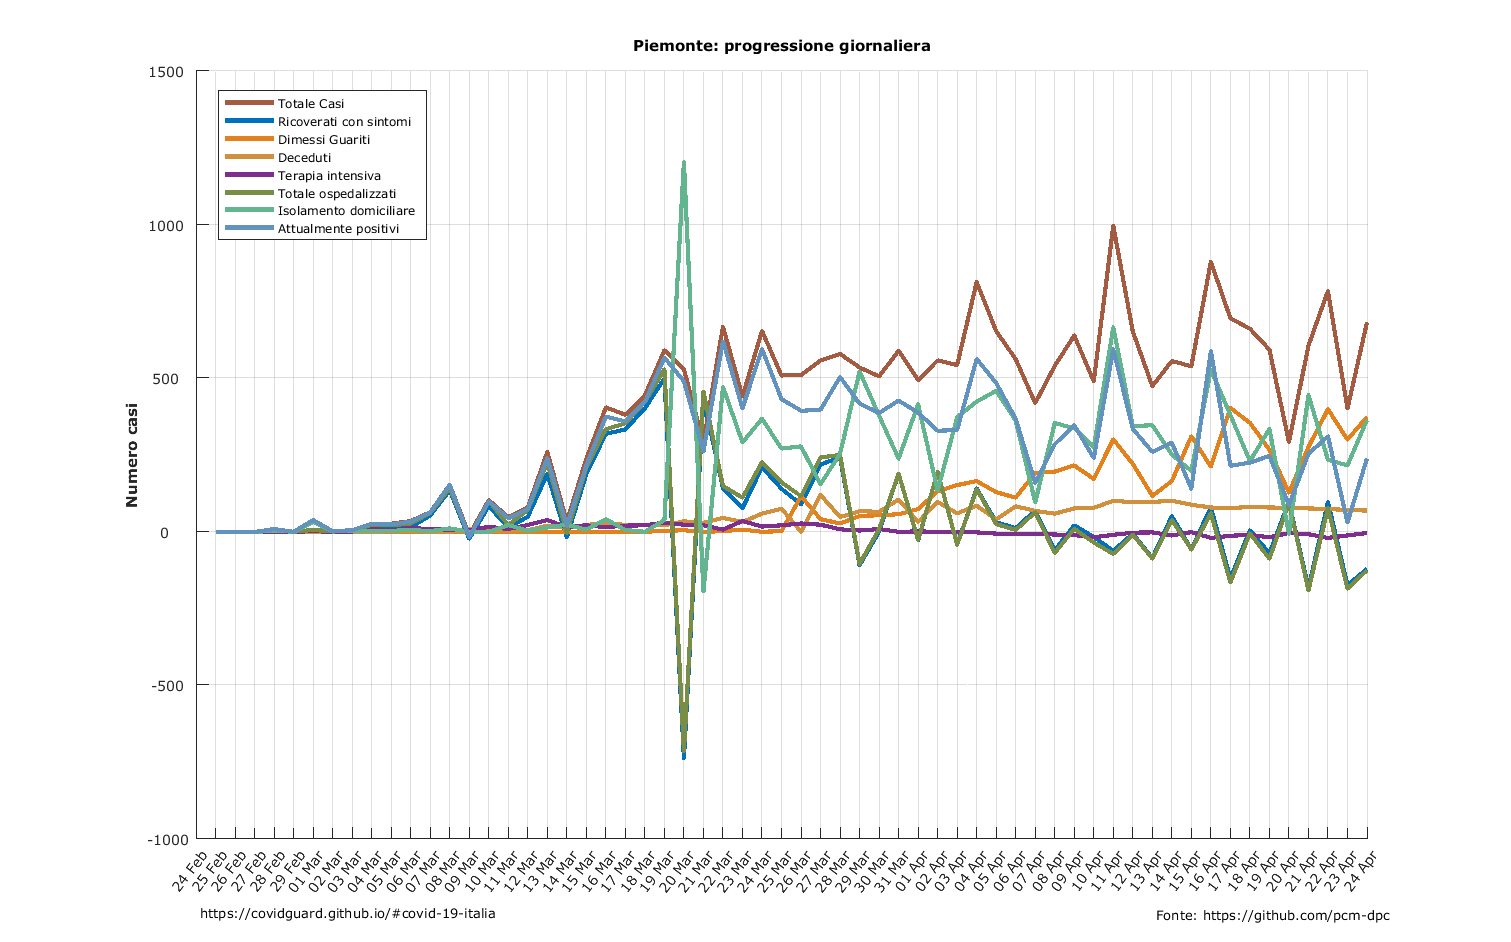 Piemonte: progressione giornaliera
1500
1000
500
0
-500
-1000
Numero casi
Totale Casi
Ricoverati con sintomi
Dimessi Guariti
Deceduti
Terapia intensiva
Totale ospedalizzati
Isolamento domiciliare
Attualmente positivi
24 Feb
25 Feb
26 Feb
27 Feb
28 Feb
29 Feb
01 Mar
02 Mar
03 Mar
04 Mar
05 Mar
06 Mar
07 Mar
08 Mar
09 Mar
10 Mar
11 Mar
12 Mar
13 Mar
14 Mar
15 Mar
16 Mar
17 Mar
18 Mar
19 Mar
20 Mar
21 Mar
22 Mar
23 Mar
24 Mar
25 Mar
26 Mar
27 Mar
28 Mar
29 Mar
30 Mar
31 Mar
01 Apr
02 Apr
03 Apr
04 Apr
05 Apr
06 Apr
07 Apr
08 Apr
09 Apr
10 Apr
11 Apr
12 Apr
13 Apr
14 Apr
15 Apr
16 Apr
17 Apr
18 Apr
19 Apr
20 Apr
21 Apr
22 Apr
23 Apr
24 Apr
https://covidguard.github.io/#covid-19-italia
Fonte: https://github.com/pcm-dpc